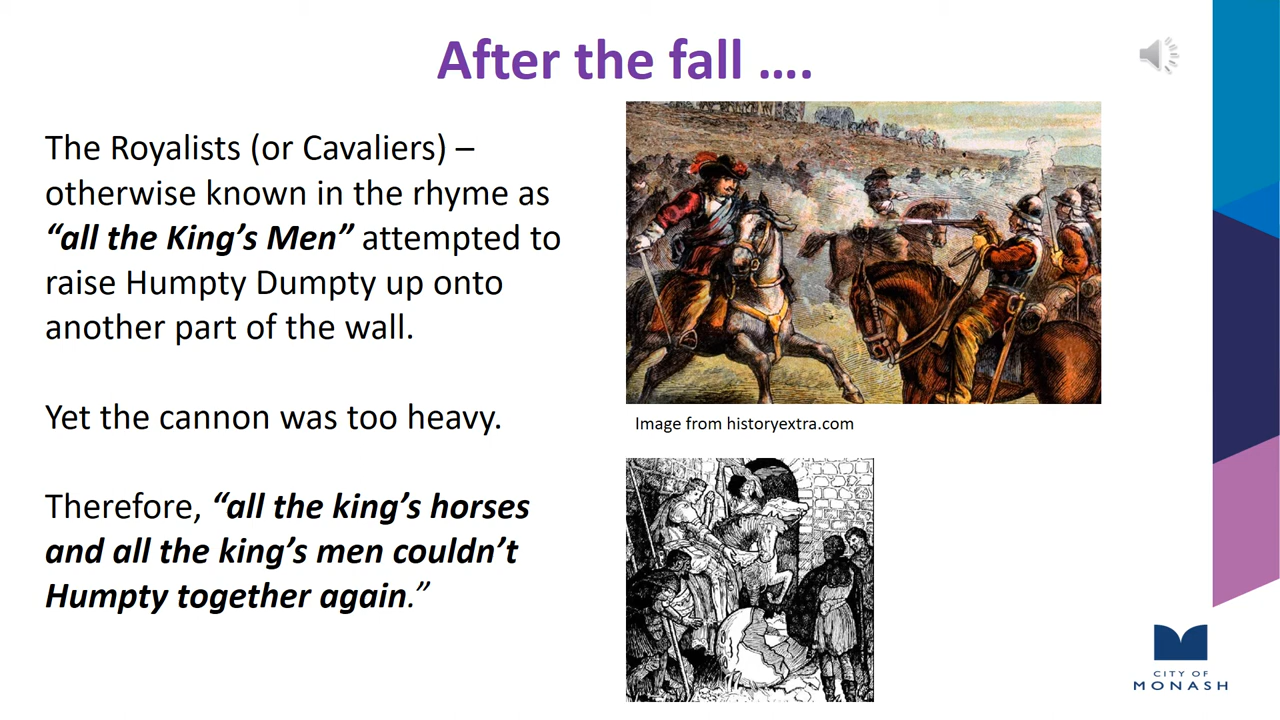 After the fall ….
The Royalists (or Cavaliers) –
otherwise known in the rhyme as
“all the King’s Men” attempted to
raise Humpty Dumpty up onto
another part of the wall.
Yet the cannon was too heavy.
Therefore, “all the king’s horses
and all the king’s men couldn’t
Humpty together again.”
Image from historyextra.com
CITY OF
MONASH